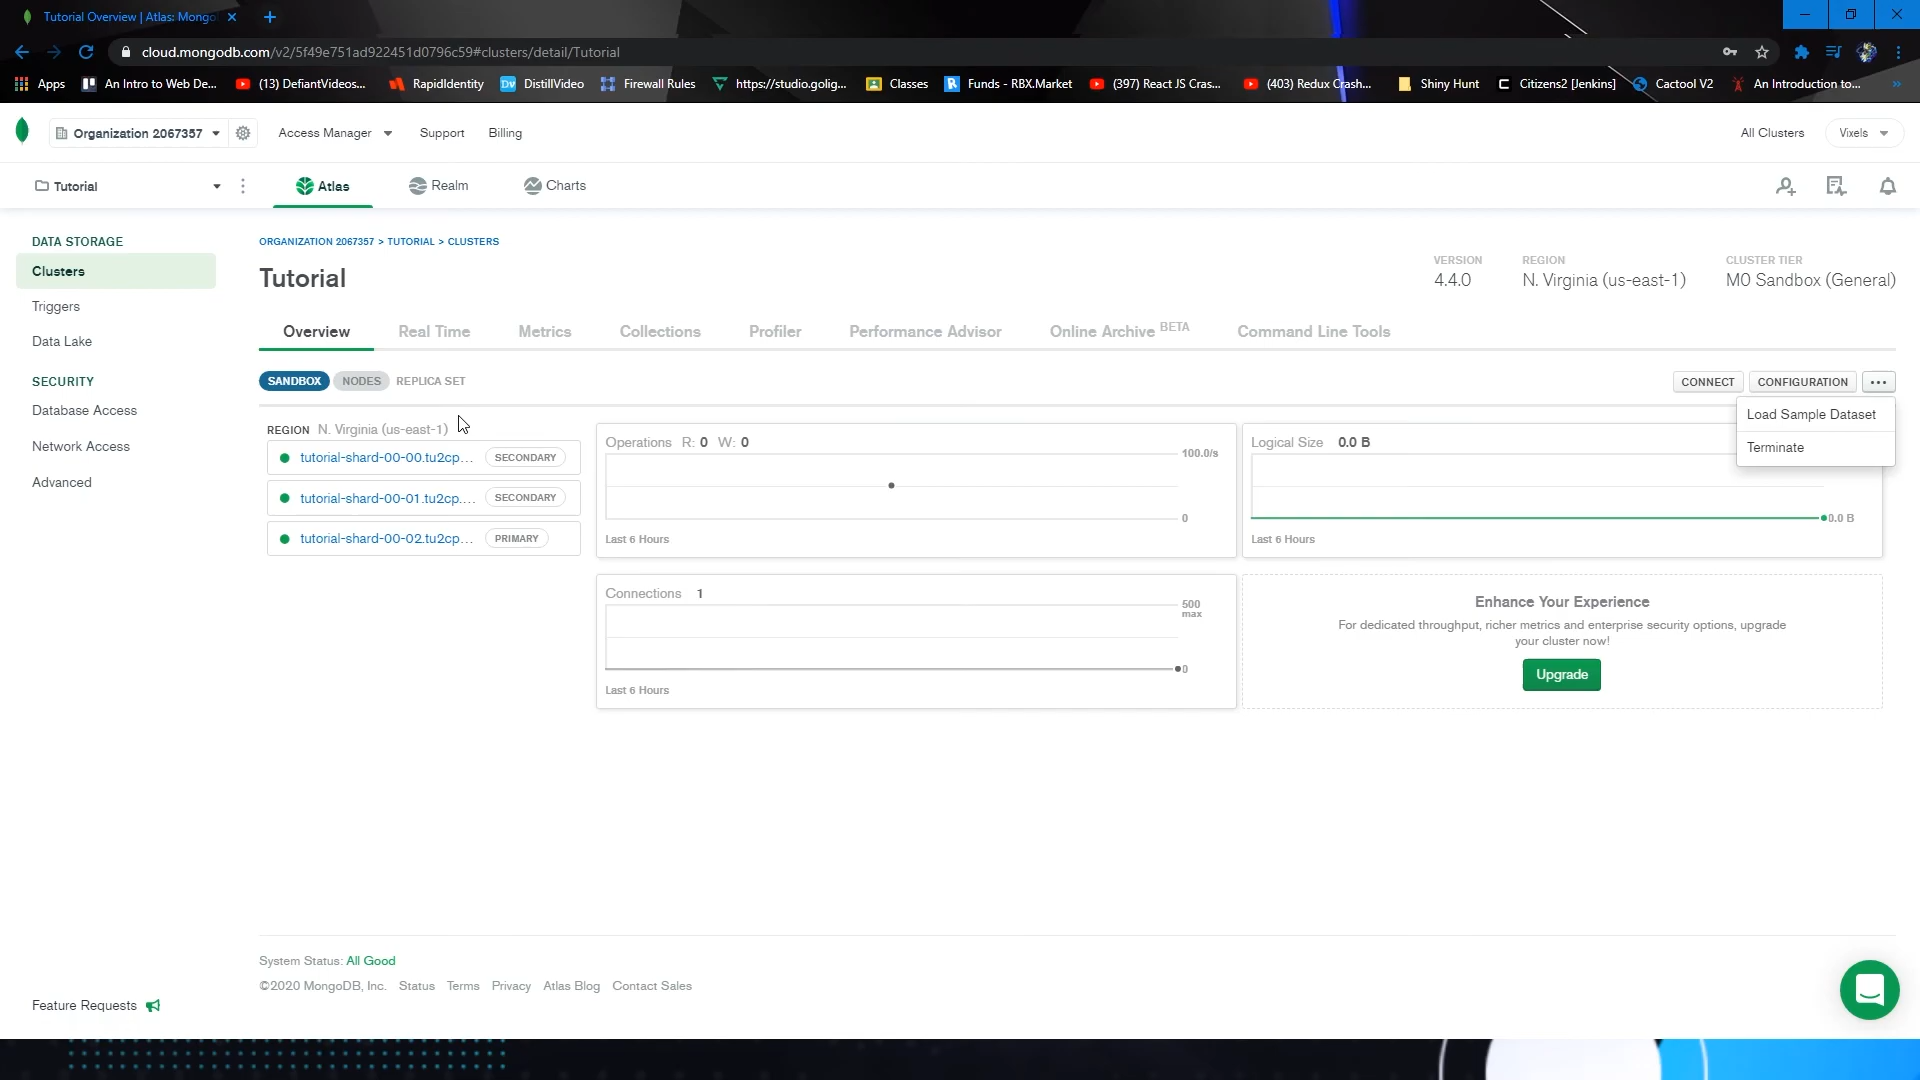 Tutorial Overview | Atlas: Mongo
cloud.mongodb.com/v2/5f49e751ad922451d0796c59#clusters/detail/Tutorial
Apps An Intro to Web De... (13) DefiantVideos... RapidIdentity Dv DistillVideo Firewall Rules https://studio.golig... Classes R Funds - RBX.Market (397) React JS Cras... (403) Redux Crash... Shiny Hunt Citizens2 [Jenkins] Cactool V2 An Introduction to... »
Organization 2067357 Access Manager Support Billing All Clusters Vixels
Tutorial Atlas Realm Charts
DATA STORAGE
Clusters
Triggers
Data Lake
SECURITY
Database Access
Network Access
Advanced
ORGANIZATION 2067357 > TUTORIAL > CLUSTERS
Tutorial
VERSION
4.4.0
REGION
N. Virginia (us-east-1)
CLUSTER TIER
M0 Sandbox (General)
Overview Real Time Metrics Collections Profiler Performance Advisor Online Archive BETA Command Line Tools
SANDBOX NODES REPLICA SET CONNECT CONFIGURATION ...
Load Sample Dataset
Terminate
REGION N. Virginia (us-east-1)
tutorial-shard-00-00.tu2cp... SECONDARY
tutorial-shard-00-01.tu2cp.... SECONDARY
tutorial-shard-00-02.tu2cp... PRIMARY
Operations R: 0 W: 0
100.0/s
0
Last 6 Hours
Logical Size 0.0 B
0.0 B
Last 6 Hours
Connections 1
500
max
0
Last 6 Hours
Enhance Your Experience
For dedicated throughput, richer metrics and enterprise security options, upgrade
your cluster now!
Upgrade
System Status: All Good
©2020 MongoDB, Inc. Status Terms Privacy Atlas Blog Contact Sales
Feature Requests